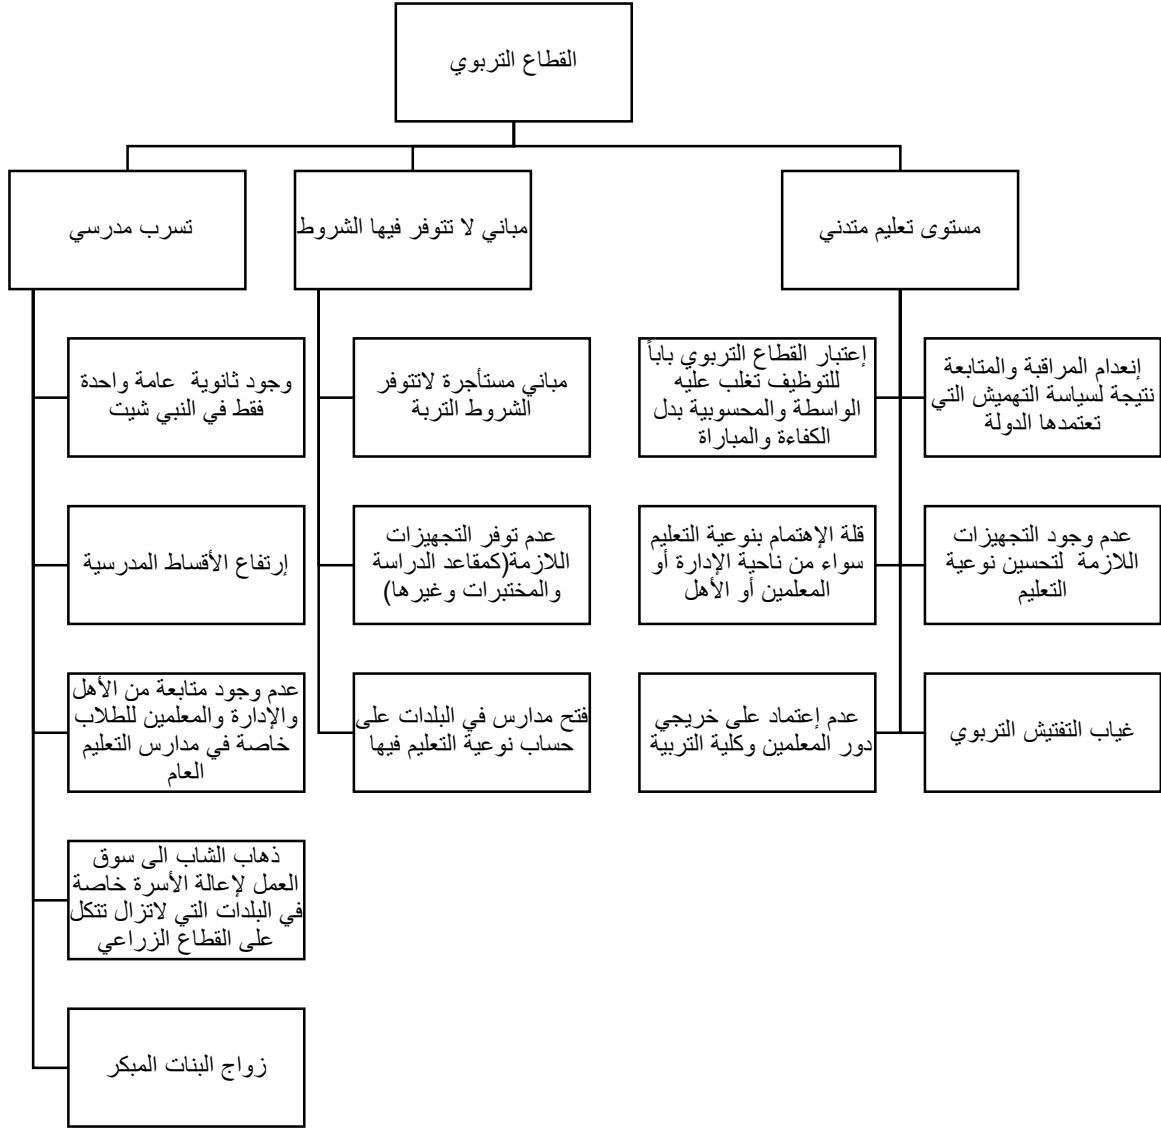 القطاع التربوي
مستوى تعليم متدني
مباني لا تتوفر فيها الشروط
تسرب مدرسي
إنعدام المراقبة والمتابعة
نتيجة لسياسة التهميش التي
تعتمدها الدولة
إعتبار القطاع التربوي باباً
للتوظيف تغلب عليه
الواسطة والمحسوبية بدل
الكفاءة والمباراة
عدم وجود التجهيزات
اللازمة لتحسين نوعية
التعليم
قلة الإهتمام بنوعية التعليم
سواء من ناحية الإدارة أو
المعلمين أو الأهل
غياب التفتيش التربوي
عدم إعتماد على خريجي
دور المعلمين وكلية التربية
مباني مستأجرة لاتتوفر
الشروط التربة
عدم توفر التجهيزات
اللازمة(كمقاعد الدراسة
والمختبرات وغيرها)
فتح مدارس في البلدات على
حساب نوعية التعليم فيها
وجود ثانوية عامة واحدة
فقط في النبي شيت
إرتفاع الأقساط المدرسية
عدم وجود متابعة من الأهل
والإدارة والمعلمين للطلاب
خاصة في مدارس التعليم
العام
ذهاب الشاب الى سوق
العمل لإعالة الأسرة خاصة
في البلدات التي لاتزال تتكل
على القطاع الزراعي
زواج البنات المبكر